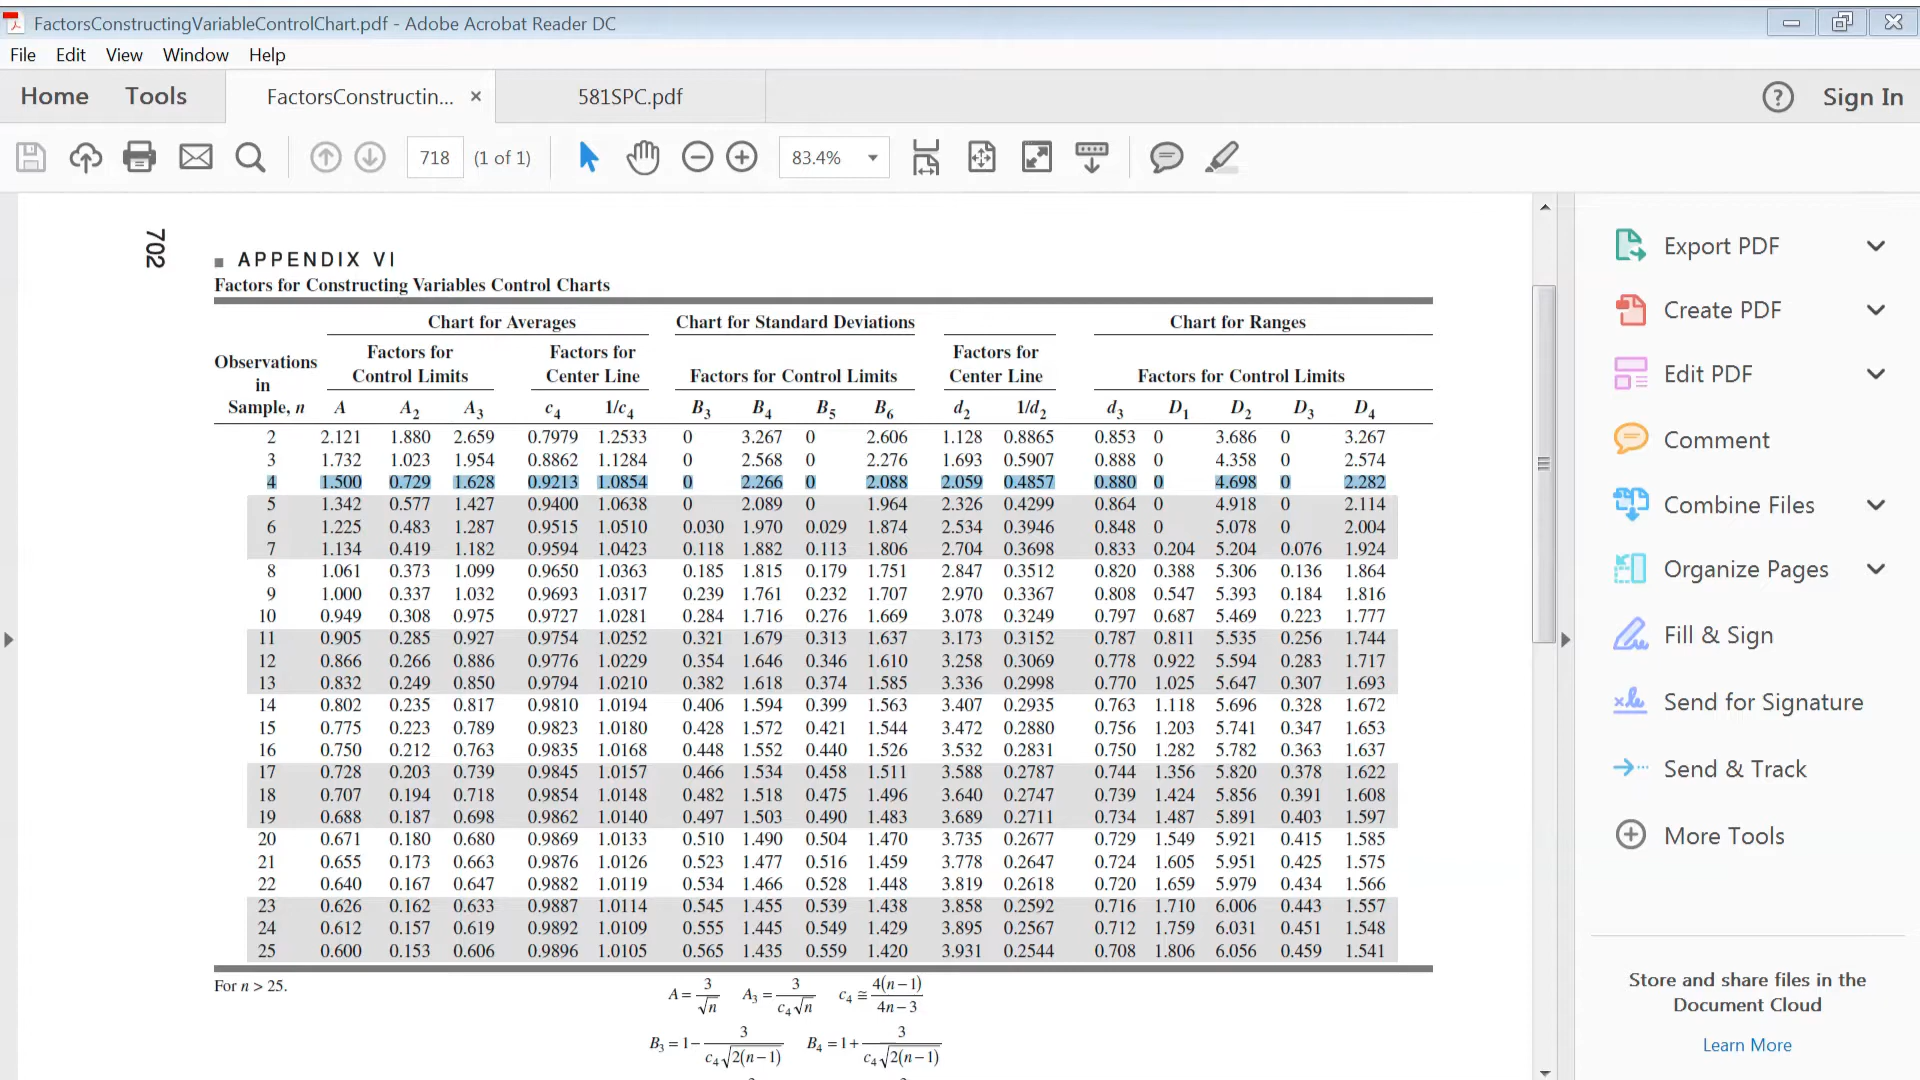 FactorsConstructingVariableControlChart.pdf - Adobe Acrobat Reader DC
File Edit View Window Help
Home Tools FactorsConstructin... × 581SPC.pdf ? Sign In
718 (1 of 1) 83.4%
702
■ APPENDIX VI
Factors for Constructing Variables Control Charts
Chart for Averages Chart for Standard Deviations Chart for Ranges
Observations in Sample, n
Factors for Control Limits
Factors for Center Line
Factors for Control Limits
Factors for Center Line
Factors for Control Limits
A A2 A3 c4 1/c4 B3 B4 B5 B6 d2 1/d2 d3 D1 D2 D3 D4
2 2.121 1.880 2.659 0.7979 1.2533 0 3.267 0 2.606 1.128 0.8865 0.853 0 3.686 0 3.267
3 1.732 1.023 1.954 0.8862 1.1284 0 2.568 0 2.276 1.693 0.5907 0.888 0 4.358 0 2.574
4 1.500 0.729 1.628 0.9213 1.0854 0 2.266 0 2.088 2.059 0.4857 0.880 0 4.698 0 2.282
5 1.342 0.577 1.427 0.9400 1.0638 0 2.089 0 1.964 2.326 0.4299 0.864 0 4.918 0 2.114
6 1.225 0.483 1.287 0.9515 1.0510 0.030 1.970 0.029 1.874 2.534 0.3946 0.848 0 5.078 0 2.004
7 1.134 0.419 1.182 0.9594 1.0423 0.118 1.882 0.113 1.806 2.704 0.3698 0.833 0.204 5.204 0.076 1.924
8 1.061 0.373 1.099 0.9650 1.0363 0.185 1.815 0.179 1.751 2.847 0.3512 0.820 0.388 5.306 0.136 1.864
9 1.000 0.337 1.032 0.9693 1.0317 0.239 1.761 0.232 1.707 2.970 0.3367 0.808 0.547 5.393 0.184 1.816
10 0.949 0.308 0.975 0.9727 1.0281 0.284 1.716 0.276 1.669 3.078 0.3249 0.797 0.687 5.469 0.223 1.777
11 0.905 0.285 0.927 0.9754 1.0252 0.321 1.679 0.313 1.637 3.173 0.3152 0.787 0.811 5.535 0.256 1.744
12 0.866 0.266 0.886 0.9776 1.0229 0.354 1.646 0.346 1.610 3.258 0.3069 0.778 0.922 5.594 0.283 1.717
13 0.832 0.249 0.850 0.9794 1.0210 0.382 1.618 0.374 1.585 3.336 0.2998 0.770 1.025 5.647 0.307 1.693
14 0.802 0.235 0.817 0.9810 1.0194 0.406 1.594 0.399 1.563 3.407 0.2935 0.763 1.118 5.696 0.328 1.672
15 0.775 0.223 0.789 0.9823 1.0180 0.428 1.572 0.421 1.544 3.472 0.2880 0.756 1.203 5.741 0.347 1.653
16 0.750 0.212 0.763 0.9835 1.0168 0.448 1.552 0.440 1.526 3.532 0.2831 0.750 1.282 5.782 0.363 1.637
17 0.728 0.203 0.739 0.9845 1.0157 0.466 1.534 0.458 1.511 3.588 0.2787 0.744 1.356 5.820 0.378 1.622
18 0.707 0.194 0.718 0.9854 1.0148 0.482 1.518 0.475 1.496 3.640 0.2747 0.739 1.424 5.856 0.391 1.608
19 0.688 0.187 0.698 0.9862 1.0140 0.497 1.503 0.490 1.483 3.689 0.2711 0.734 1.487 5.891 0.403 1.597
20 0.671 0.180 0.680 0.9869 1.0133 0.510 1.490 0.504 1.470 3.735 0.2677 0.729 1.549 5.921 0.415 1.585
21 0.655 0.173 0.663 0.9876 1.0126 0.523 1.477 0.516 1.459 3.778 0.2647 0.724 1.605 5.951 0.425 1.575
22 0.640 0.167 0.647 0.9882 1.0119 0.534 1.466 0.528 1.448 3.819 0.2618 0.720 1.659 5.979 0.434 1.566
23 0.626 0.162 0.633 0.9887 1.0114 0.545 1.455 0.539 1.438 3.858 0.2592 0.716 1.710 6.006 0.443 1.557
24 0.612 0.157 0.619 0.9892 1.0109 0.555 1.445 0.549 1.429 3.895 0.2567 0.712 1.759 6.031 0.451 1.548
25 0.600 0.153 0.606 0.9896 1.0105 0.565 1.435 0.559 1.420 3.931 0.2544 0.708 1.806 6.056 0.459 1.541
For n > 25.
A = 3/√n A3 = 3/(c4√n) c4 ≅ 4(n−1)/(4n−3)
B3 = 1− 3/(c4√2(n−1)) B4 = 1+ 3/(c4√2(n−1))
Export PDF
Create PDF
Edit PDF
Comment
Combine Files
Organize Pages
Fill & Sign
Send for Signature
Send & Track
More Tools
Store and share files in the
Document Cloud
Learn More